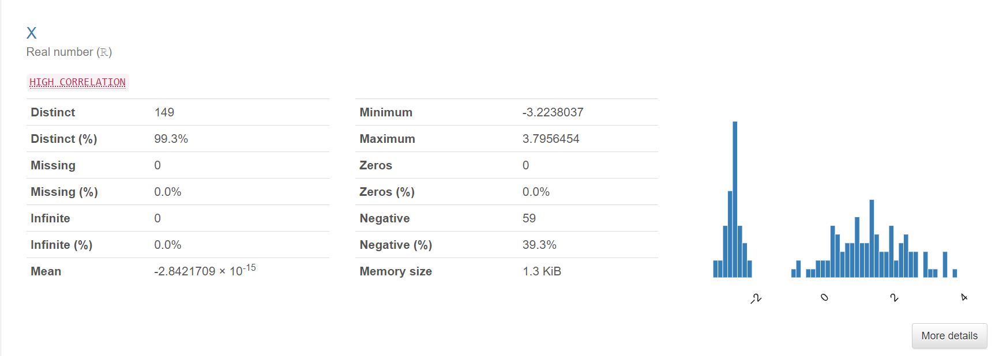 X
Real number (ℝ)
HIGH CORRELATION
Distinct 149
Distinct (%) 99.3%
Missing 0
Missing (%) 0.0%
Infinite 0
Infinite (%) 0.0%
Mean -2.8421709 × 10-15
Minimum -3.2238037
Maximum 3.7956454
Zeros 0
Zeros (%) 0.0%
Negative 59
Negative (%) 39.3%
Memory size 1.3 KiB
-2 0 2 4
More details